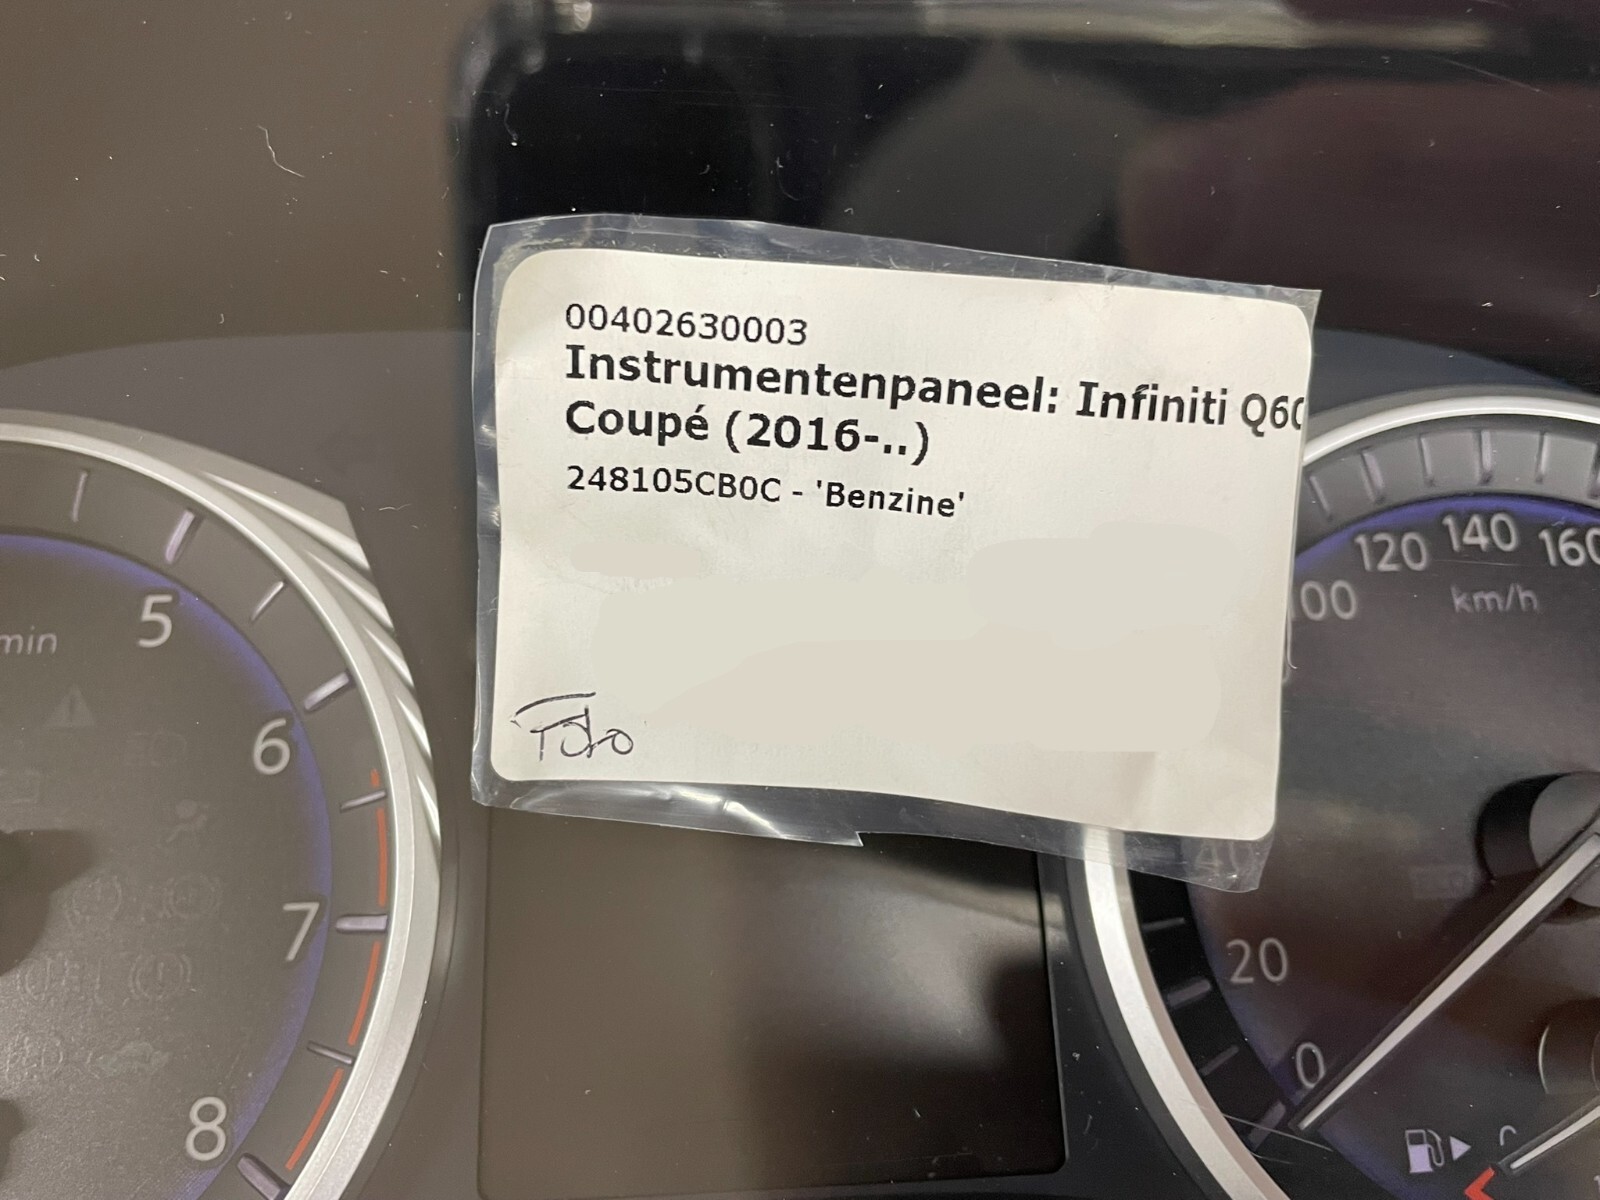 00402630003
Instrumentenpaneel: Infiniti Q60
Coupé (2016-..)
248105CB0C - 'Benzine'
Foto
min
5
6
7
8
0
20
40
100
120
140
160
km/h